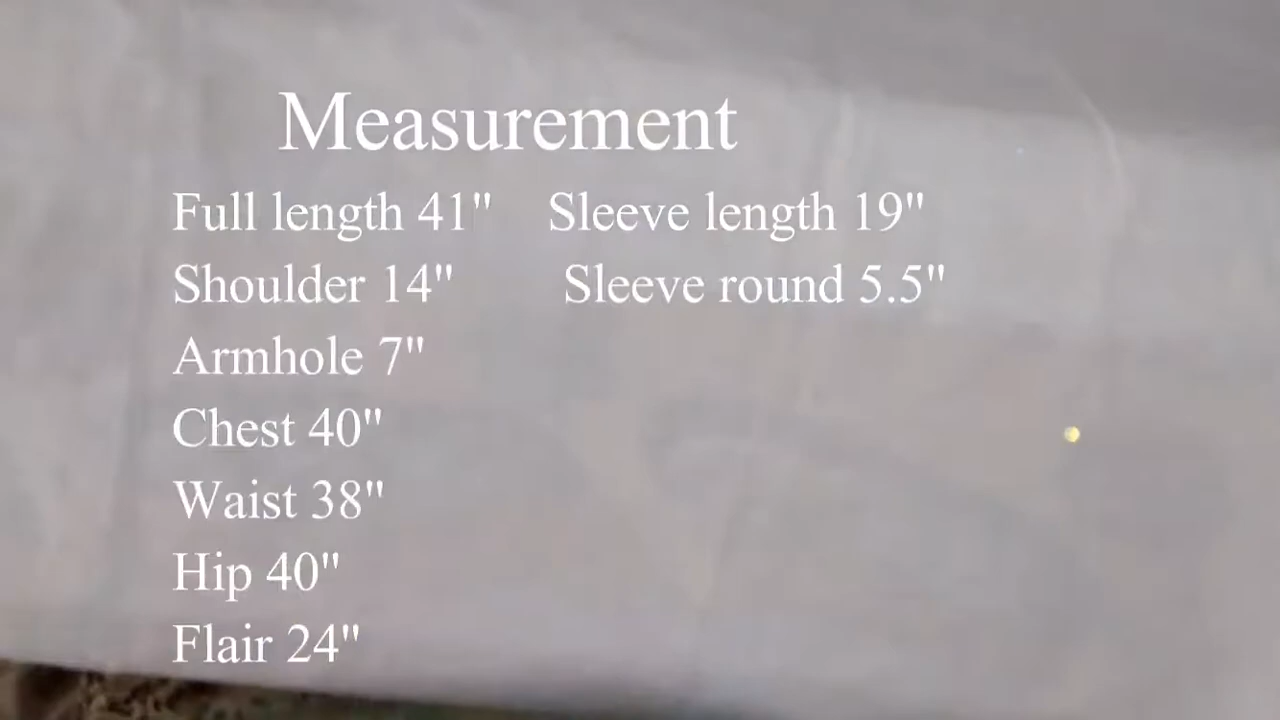 Measurement
Full length 41" Sleeve length 19"
Shoulder 14" Sleeve round 5.5"
Armhole 7"
Chest 40"
Waist 38"
Hip 40"
Flair 24"